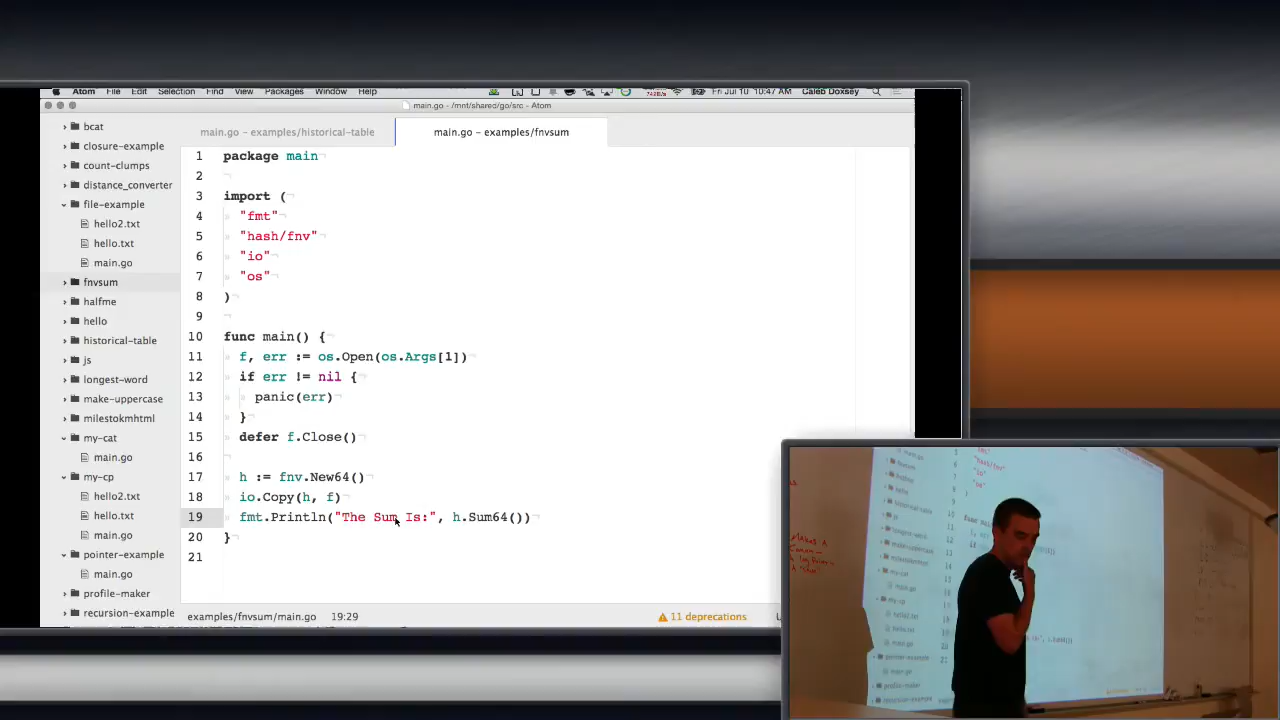 Atom File Edit Selection Find View Packages Window Help Fri Jul 10 10:47 AM Caleb Doxsey
main.go - /mnt/shared/go/src - Atom
main.go - examples/historical-table
main.go - examples/fnvsum
bcat
closure-example
count-clumps
distance_converter
file-example
hello2.txt
hello.txt
main.go
fnvsum
halfme
hello
historical-table
js
longest-word
make-uppercase
milestokmhtml
my-cat
main.go
my-cp
hello2.txt
hello.txt
main.go
pointer-example
main.go
profile-maker
recursion-example
1 package main
2
3 import (
4 "fmt"
5 "hash/fnv"
6 "io"
7 "os"
8 )
9
10 func main() {
11 f, err := os.Open(os.Args[1])
12 if err != nil {
13 panic(err)
14 }
15 defer f.Close()
16
17 h := fnv.New64()
18 io.Copy(h, f)
19 fmt.Println("The Sum Is:", h.Sum64())
20 }
21
examples/fnvsum/main.go 19:29
11 deprecations